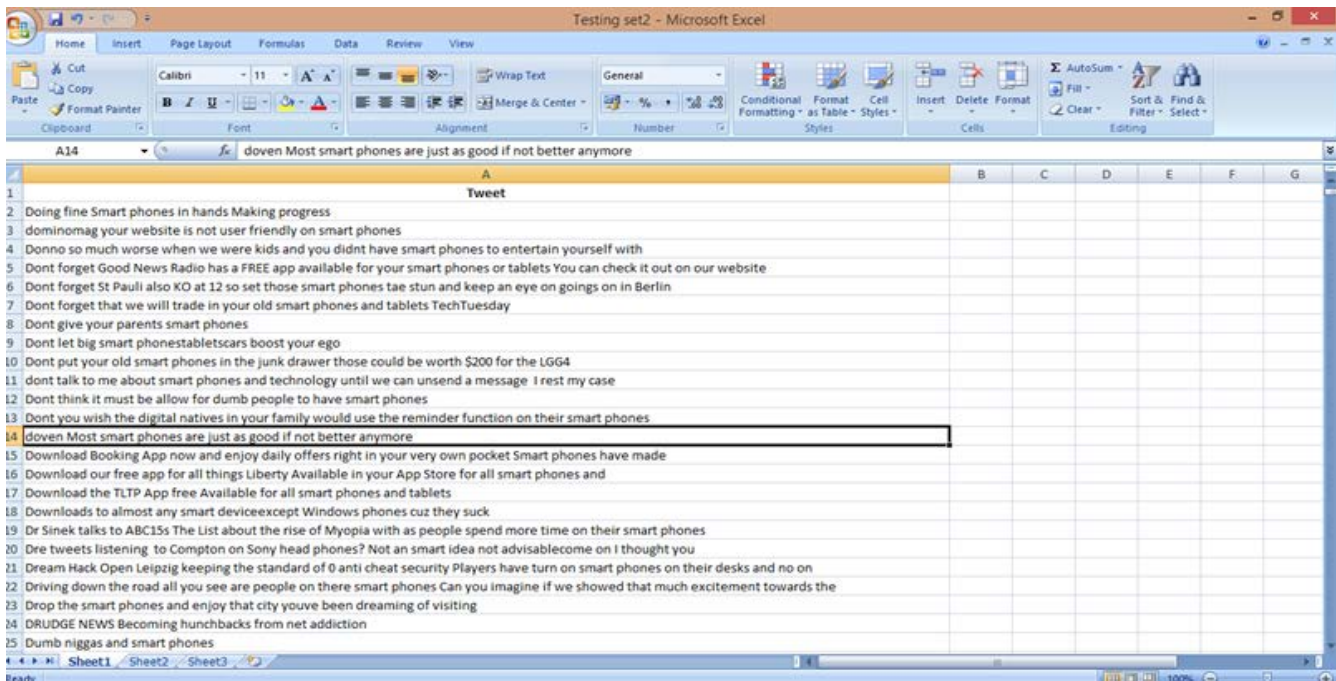 Testing set2 - Microsoft Excel
Home Insert Page Layout Formulas Data Review View
Cut
Copy
Format Painter
Paste
Clipboard
Calibri 11 A A
B I U A
Font
Wrap Text
Merge & Center
Alignment
General
% ,
Number
Conditional Formatting
Format as Table
Cell Styles
Styles
Insert Delete Format
Cells
Σ AutoSum
Fill
Clear
Sort & Filter
Find & Select
Editing
A14 fx doven Most smart phones are just as good if not better anymore
A B C D E F G
1 Tweet
2 Doing fine Smart phones in hands Making progress
3 dominomag your website is not user friendly on smart phones
4 Donno so much worse when we were kids and you didnt have smart phones to entertain yourself with
5 Dont forget Good News Radio has a FREE app available for your smart phones or tablets You can check it out on our website
6 Dont forget St Pauli also KO at 12 so set those smart phones tae stun and keep an eye on goings on in Berlin
7 Dont forget that we will trade in your old smart phones and tablets TechTuesday
8 Dont give your parents smart phones
9 Dont let big smart phonestabletscars boost your ego
10 Dont put your old smart phones in the junk drawer those could be worth $200 for the LGG4
11 dont talk to me about smart phones and technology until we can unsend a message I rest my case
12 Dont think it must be allow for dumb people to have smart phones
13 Dont you wish the digital natives in your family would use the reminder function on their smart phones
14 doven Most smart phones are just as good if not better anymore
15 Download Booking App now and enjoy daily offers right in your very own pocket Smart phones have made
16 Download our free app for all things Liberty Available in your App Store for all smart phones and
17 Download the TLTP App free Available for all smart phones and tablets
18 Downloads to almost any smart deviceexcept Windows phones cuz they suck
19 Dr Sinek talks to ABC15s The List about the rise of Myopia with as people spend more time on their smart phones
20 Dre tweets listening to Compton on Sony head phones? Not an smart idea not advisablecome on I thought you
21 Dream Hack Open Leipzig keeping the standard of 0 anti cheat security Players have turn on smart phones on their desks and no on
22 Driving down the road all you see are people on there smart phones Can you imagine if we showed that much excitement towards the
23 Drop the smart phones and enjoy that city youve been dreaming of visiting
24 DRUDGE NEWS Becoming hunchbacks from net addiction
25 Dumb niggas and smart phones
Sheet1 Sheet2 Sheet3
Ready 100%